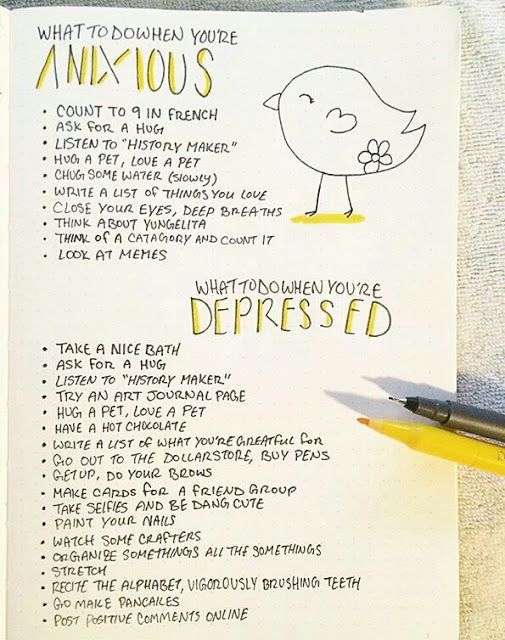 WHAT TO DO WHEN YOU'RE
ANXIOUS
• COUNT TO 9 IN FRENCH
• ASK FOR A HUG
• LISTEN TO "HISTORY MAKER"
• HUG A PET, LOVE A PET
• CHUG SOME WATER (SLOWLY)
• WRITE A LIST OF THINGS YOU LOVE
• CLOSE YOUR EYES, DEEP BREATHS
• THINK ABOUT YUNGELITA
• THINK OF A CATAGORY AND COUNT IT
• LOOK AT MEMES
WHAT TO DO WHEN YOU'RE
DEPRESSED
• TAKE A NICE BATH
• ASK FOR A HUG
• LISTEN TO "HISTORY MAKER"
• TRY AN ART JOURNAL PAGE
• HUG A PET, LOVE A PET
• HAVE A HOT CHOCOLATE
• WRITE A LIST OF WHAT YOU'RE GREATFUL FOR
• GO OUT TO THE DOLLARSTORE, BUY PENS
• GET UP, DO YOUR BROWS
• MAKE CARDS FOR A FRIEND GROUP
• TAKE SELFIES AND BE DANG CUTE
• PAINT YOUR NAILS
• WATCH SOME CRAFTERS
• ORGANIZE SOMETHINGS ALL THE SOMETHINGS
• STRETCH
• RECITE THE ALPHABET, VIGOROUSLY BRUSHING TEETH
• GO MAKE PANCAKES
• POST POSITIVE COMMENTS ONLINE